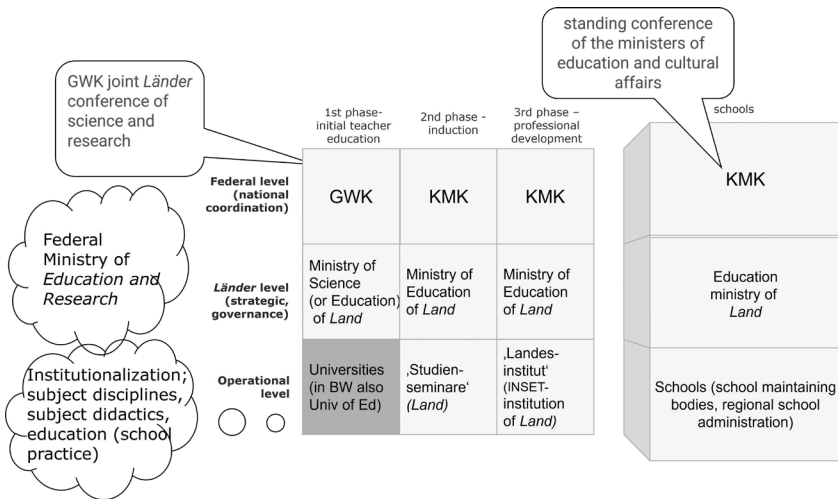 standing conference
of the ministers of
education and cultural
affairs
GWK joint Länder
conference of
science and
research
1st phase-
initial teacher
education
2nd phase -
induction
3rd phase –
professional
development
schools
Federal level
(national
coordination)
GWK
KMK
KMK
KMK
Federal
Ministry of
Education and
Research
Länder level
(strategic,
governance)
Ministry of
Science
(or Education)
of Land
Ministry of
Education
of Land
Ministry of
Education
of Land
Education
ministry of
Land
Institutionalization;
subject disciplines,
subject didactics,
education (school
practice)
Operational
level
Universities
(in BW also
Univ of Ed)
‚Studien-
seminare‘
(Land)
‚Landes-
institut‘
(INSET-
institution
of Land)
Schools (school maintaining
bodies, regional school
administration)